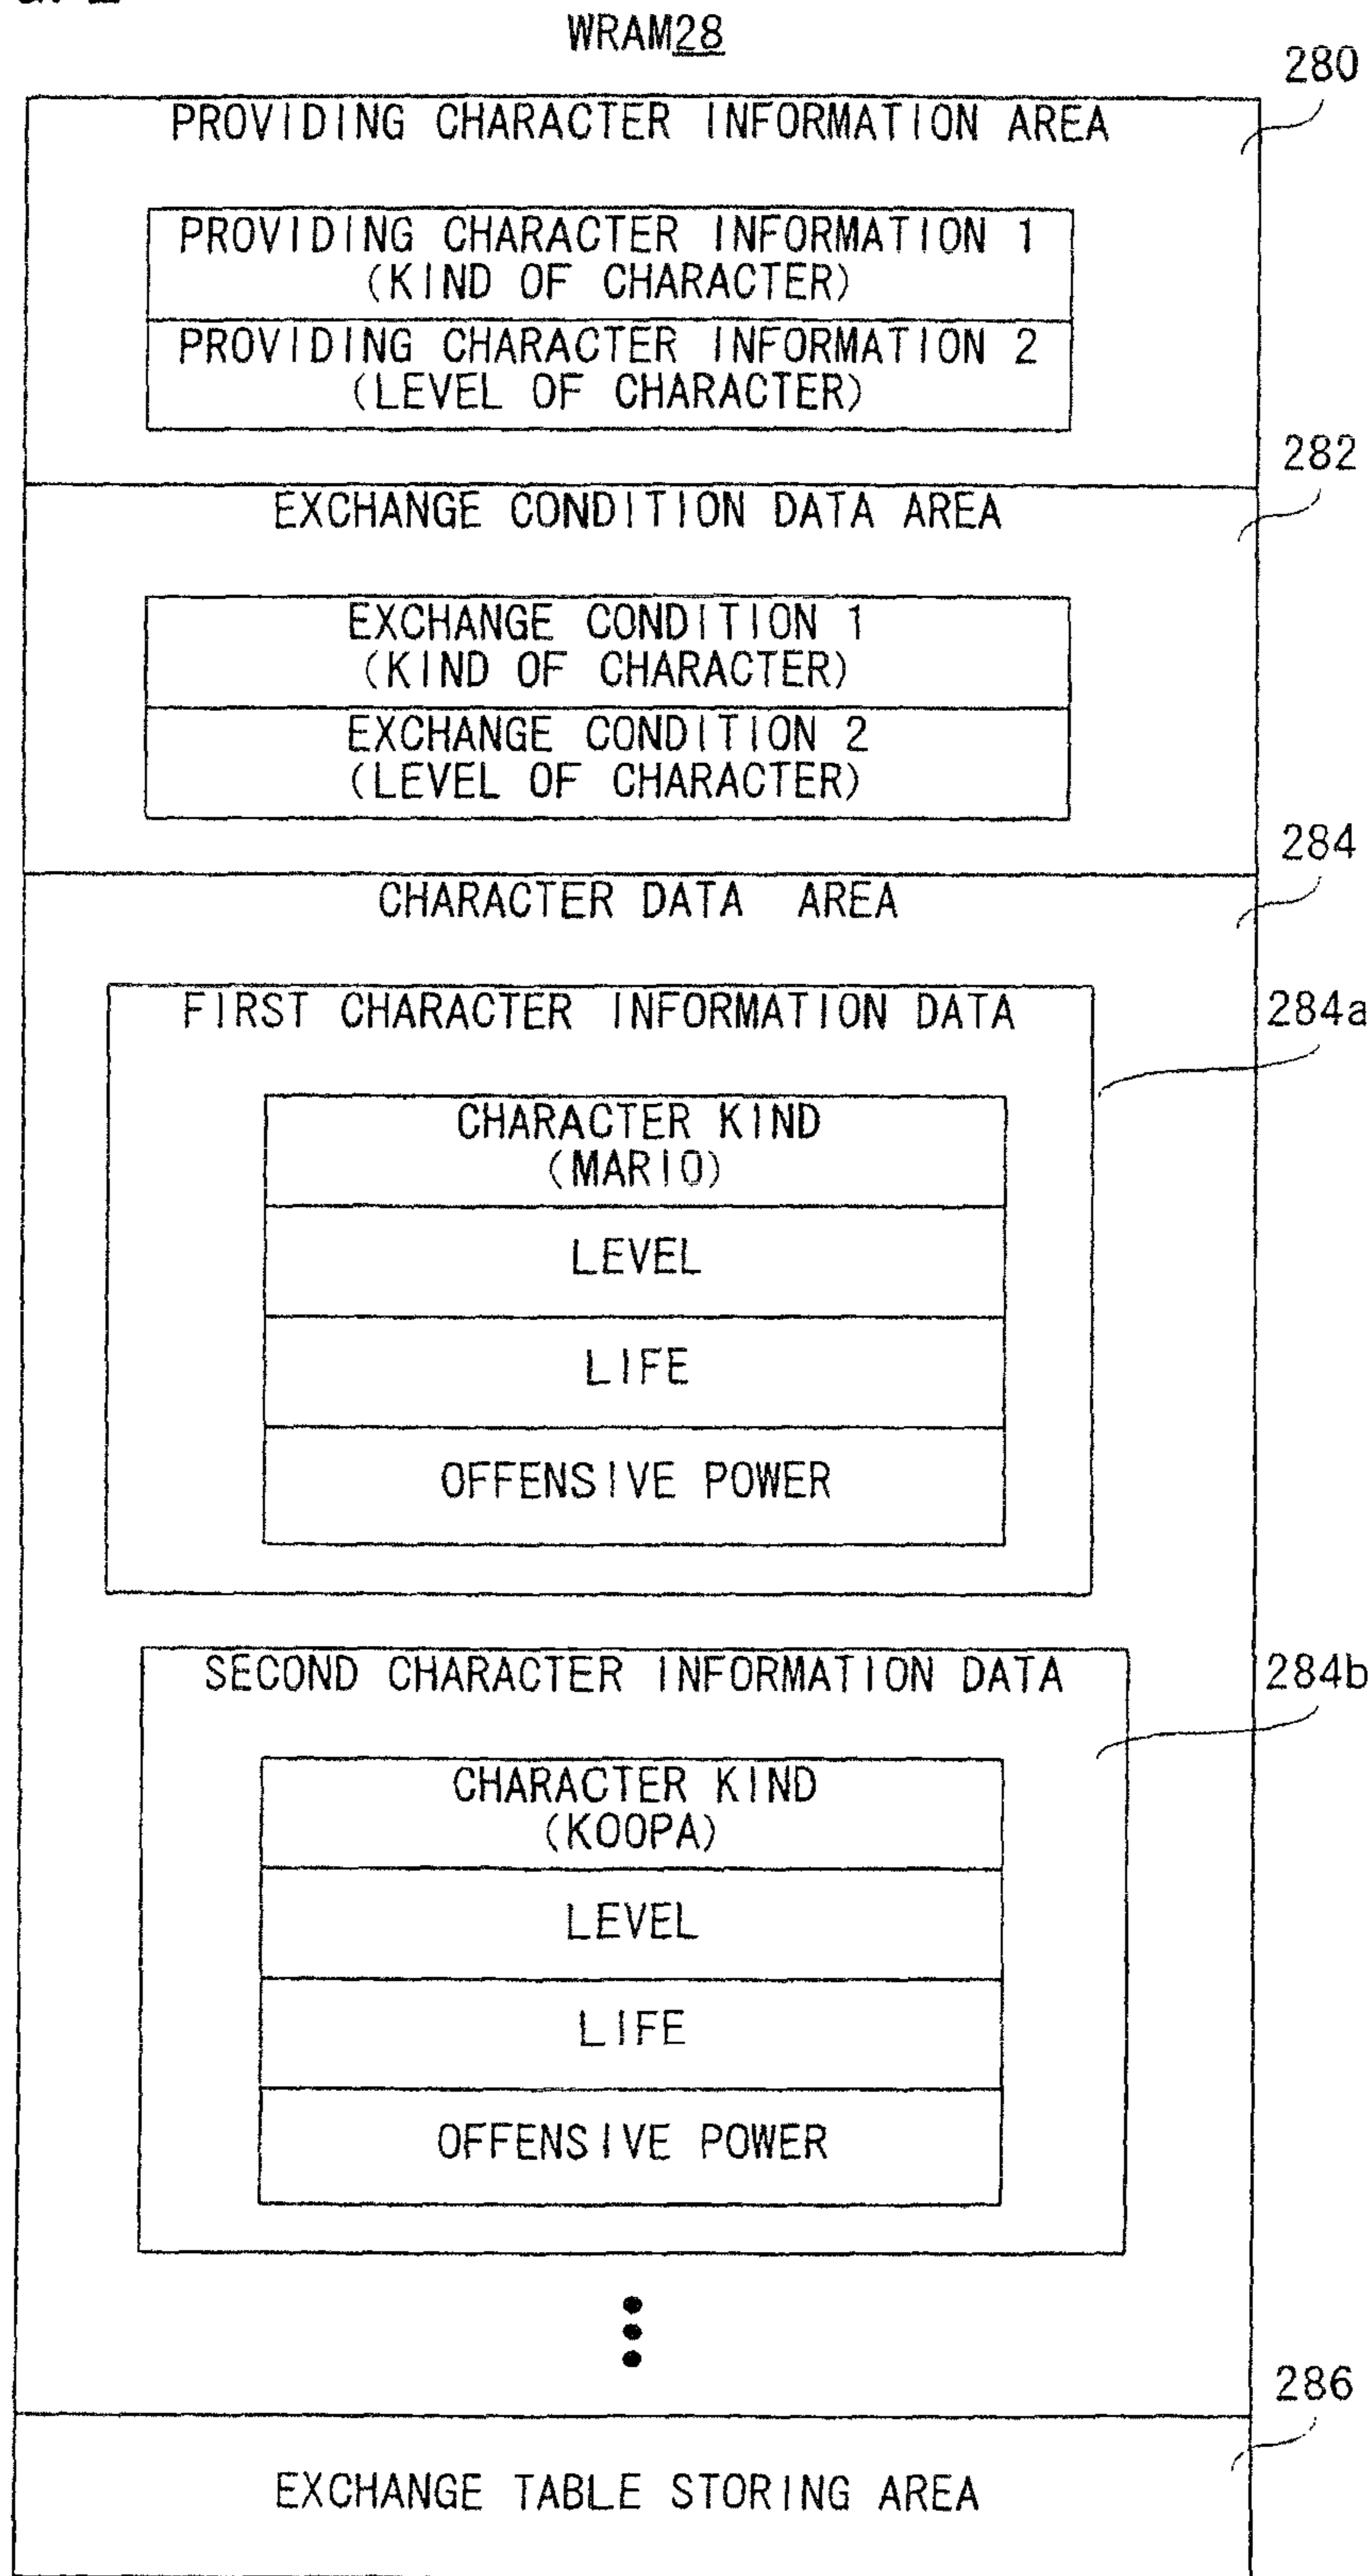 WRAM28
280
PROVIDING CHARACTER INFORMATION AREA
PROVIDING CHARACTER INFORMATION 1
(KIND OF CHARACTER)
PROVIDING CHARACTER INFORMATION 2
(LEVEL OF CHARACTER)
282
EXCHANGE CONDITION DATA AREA
EXCHANGE CONDITION 1
(KIND OF CHARACTER)
EXCHANGE CONDITION 2
(LEVEL OF CHARACTER)
284
CHARACTER DATA AREA
FIRST CHARACTER INFORMATION DATA
284a
CHARACTER KIND
(MARIO)
LEVEL
LIFE
OFFENSIVE POWER
SECOND CHARACTER INFORMATION DATA
284b
CHARACTER KIND
(KOOPA)
LEVEL
LIFE
OFFENSIVE POWER
286
EXCHANGE TABLE STORING AREA